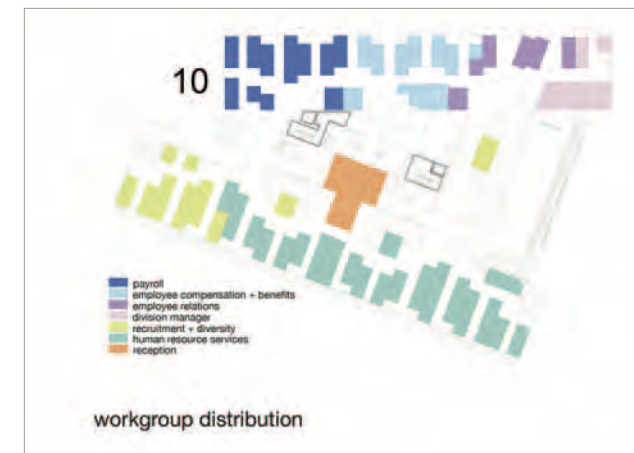 10
payroll
employee compensation + benefits
employee relations
division manager
recruitment + diversity
human resource services
reception
workgroup distribution